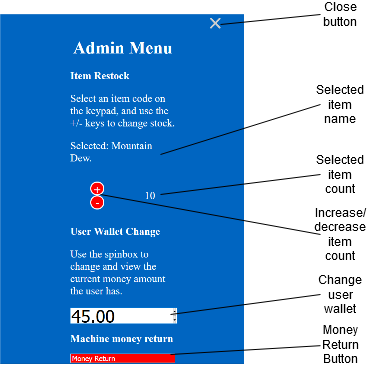 Close
button
Admin Menu
Item Restock
Select an item code on
the keypad, and use the
+/- keys to change stock.
Selected: Mountain
Dew.
Selected
item
name
+
-
10
Selected
item
count
Increase/
decrease
item
count
User Wallet Change
Use the spinbox to
change and view the
current money amount
the user has.
45.00
Change
user
wallet
Machine money return
Money Return
Money
Return
Button